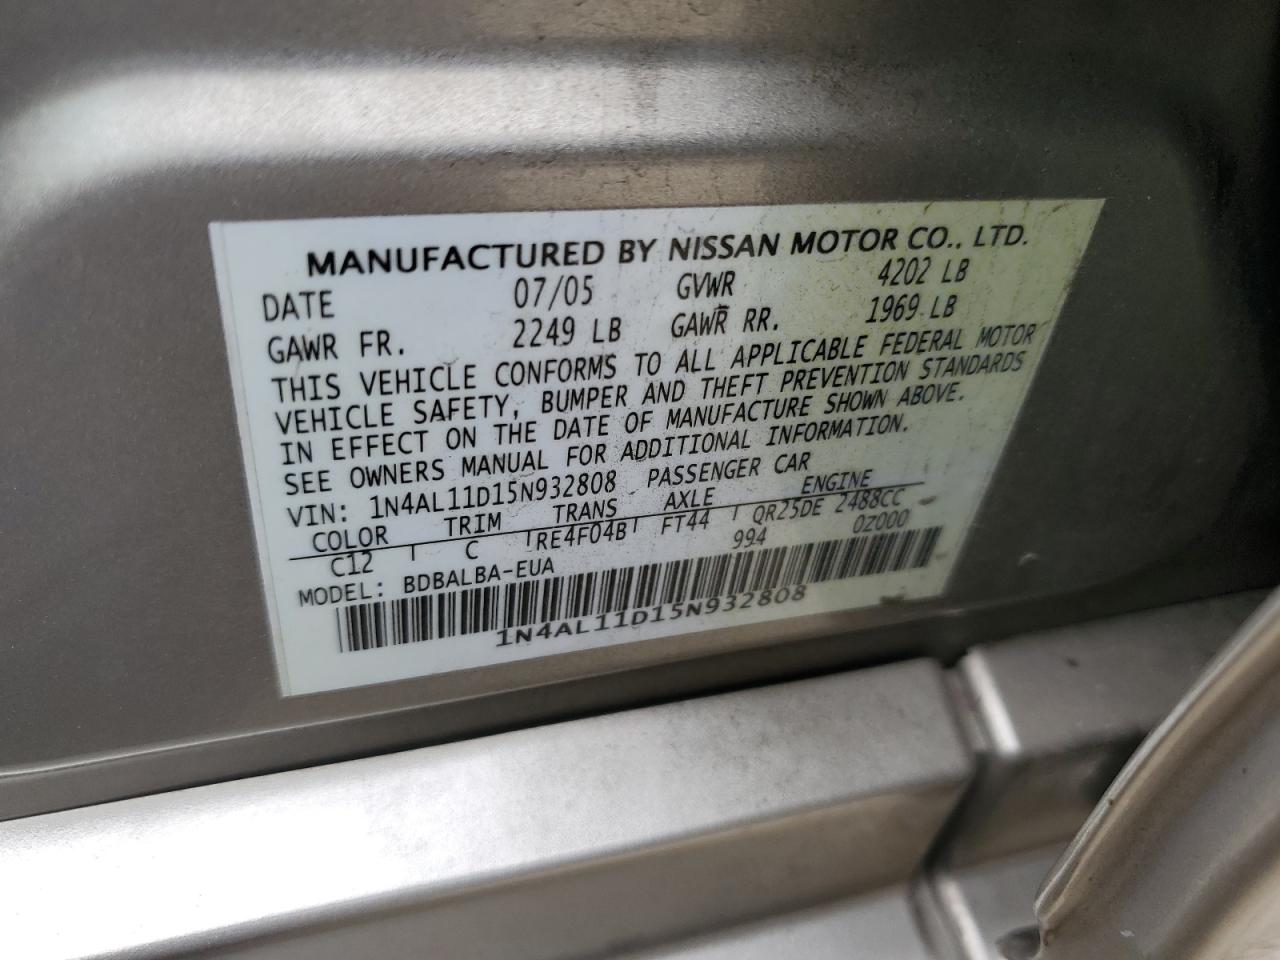 MANUFACTURED BY NISSAN MOTOR CO., LTD.
DATE 07/05 GVWR 4202 LB
GAWR FR. 2249 LB GAWR RR. 1969 LB
THIS VEHICLE CONFORMS TO ALL APPLICABLE FEDERAL MOTOR
VEHICLE SAFETY, BUMPER AND THEFT PREVENTION STANDARDS
IN EFFECT ON THE DATE OF MANUFACTURE SHOWN ABOVE.
SEE OWNERS MANUAL FOR ADDITIONAL INFORMATION.
VIN: 1N4AL11D15N932808 PASSENGER CAR
COLOR TRIM TRANS AXLE ENGINE
C12 C RE4F04B FT44 QR25DE 2488CC
MODEL: BDBALBA-EUA 994 0Z000
1N4AL11D15N932808